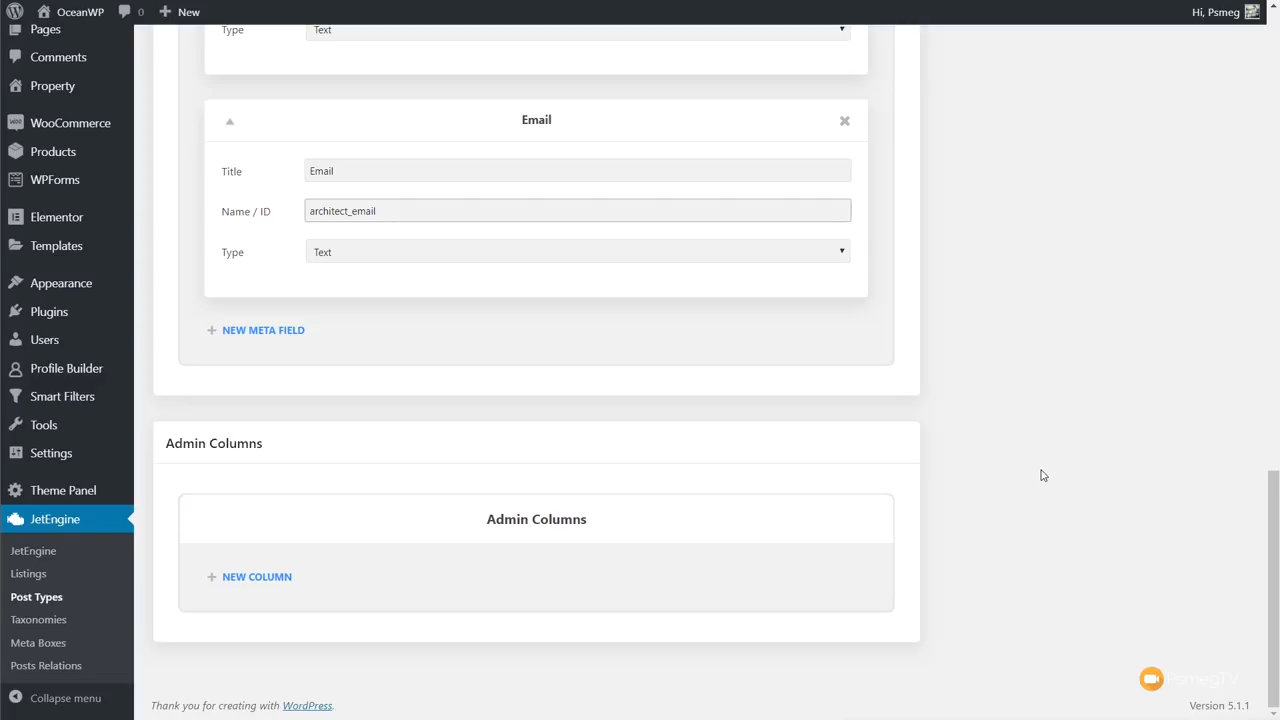 OceanWP 0 New Hi, Psmeg
Pages
Comments
Property
WooCommerce
Products
WPForms
Elementor
Templates
Appearance
Plugins
Users
Profile Builder
Smart Filters
Tools
Settings
Theme Panel
JetEngine
JetEngine
Listings
Post Types
Taxonomies
Meta Boxes
Posts Relations
Collapse menu
Type Text
Email
Title Email
Name / ID architect_email
Type Text
NEW META FIELD
Admin Columns
Admin Columns
NEW COLUMN
PsmegTV
Thank you for creating with WordPress. Version 5.1.1